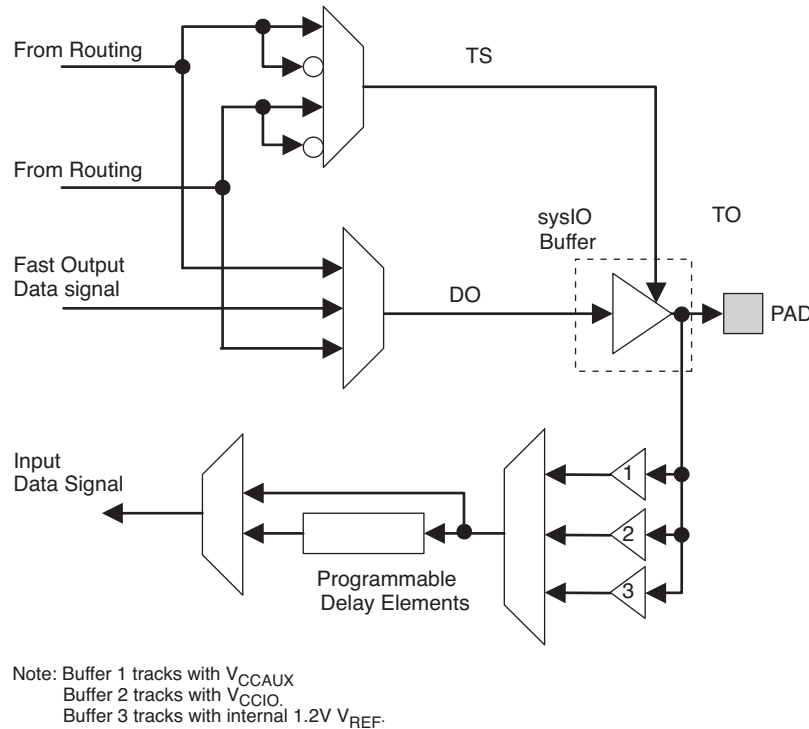 From Routing
TS
From Routing
sysIO
Buffer
TO
Fast Output
Data signal
DO
PAD
Input
Data Signal
1
2
3
Programmable
Delay Elements
Note: Buffer 1 tracks with VCCAUX
Buffer 2 tracks with VCCIO.
Buffer 3 tracks with internal 1.2V VREF.